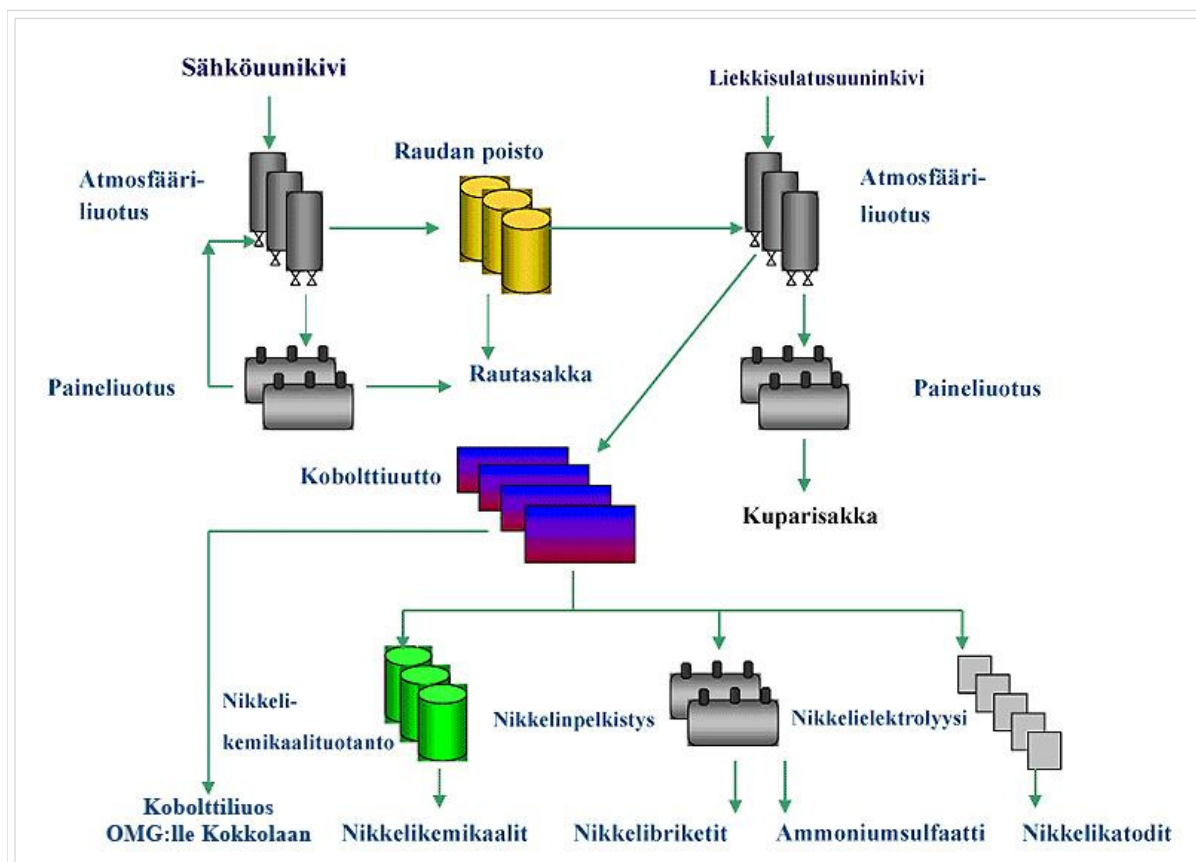 Sähköuunikivi
Liekkisulatusuuninkivi
Atmosfääri-
liuotus
Raudan poisto
Atmosfääri-
liuotus
Paineliuotus
Rautasakka
Paineliuotus
Kobolttiuutto
Kuparisakka
Nikkeli-
kemikaalituotanto
Nikkelinpelkistys
Nikkelielektrolyysi
Kobolttiliuos
OMG:lle Kokkolaan
Nikkelikemikaalit
Nikkelibriketit
Ammoniumsulfaatti
Nikkelikatodit